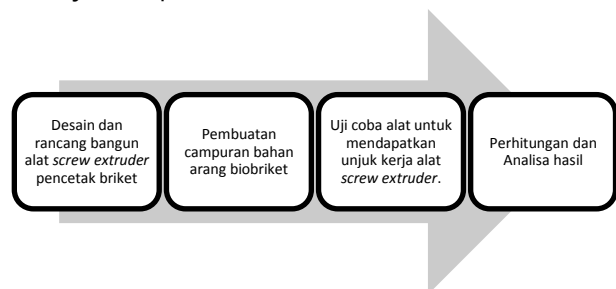 Desain dan
rancang bangun
alat screw extruder
pencetak briket
Pembuatan
campuran bahan
arang biobriket
Uji coba alat untuk
mendapatkan
unjuk kerja alat
screw extruder.
Perhitungan dan
Analisa hasil